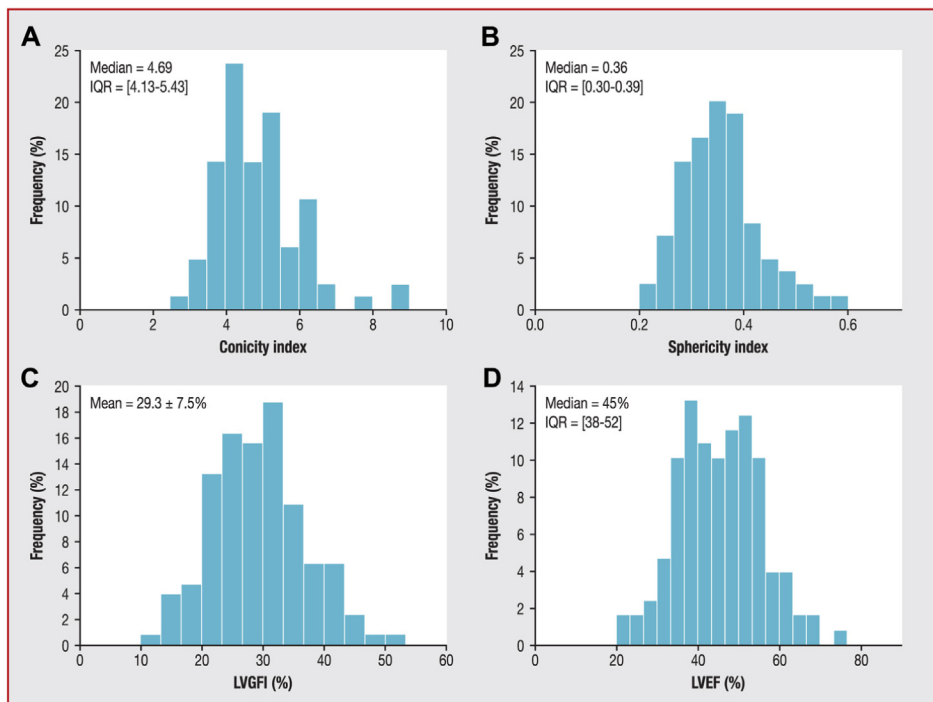 A
Median = 4.69
IQR = [4.13-5.43]
Frequency (%)
25
20
15
10
5
0
0 2 4 6 8 10
Conicity index
B
Median = 0.36
IQR = [0.30-0.39]
Frequency (%)
25
20
15
10
5
0
0.0 0.2 0.4 0.6
Sphericity index
C
Mean = 29.3 ± 7.5%
Frequency (%)
20
18
16
14
12
10
8
6
4
2
0
0 10 20 30 40 50 60
LVGFI (%)
D
Median = 45%
IQR = [38-52]
Frequency (%)
14
12
10
8
6
4
2
0
0 20 40 60 80
LVEF (%)